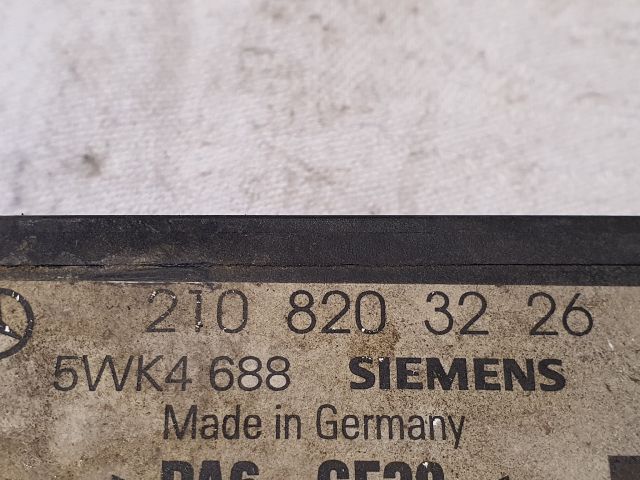 210 820 32 26
5WK4 688 SIEMENS
Made in Germany